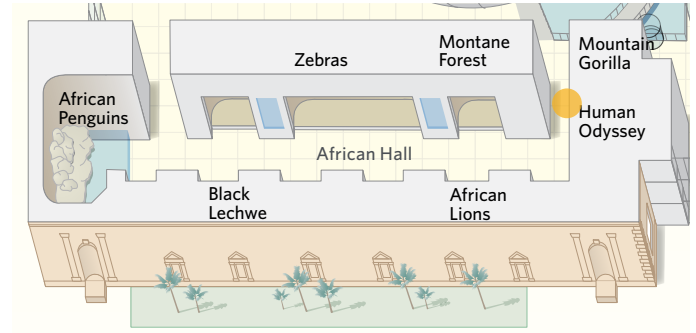 Montane
Forest
Zebras
Mountain
Gorilla
African
Penguins
Human
Odyssey
African Hall
Black
Lechwe
African
Lions